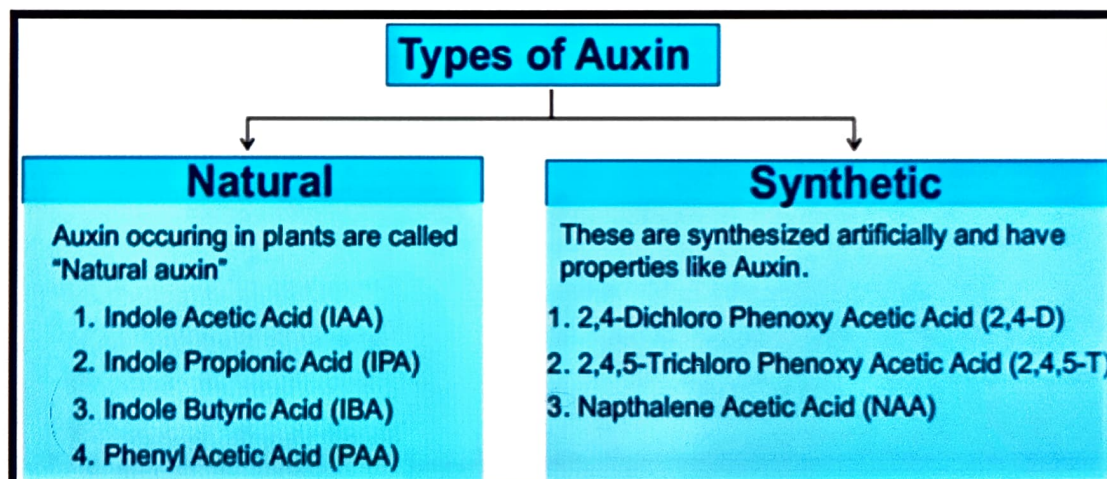 Types of Auxin
Natural
Auxin occuring in plants are called
"Natural auxin"
1. Indole Acetic Acid (IAA)
2. Indole Propionic Acid (IPA)
3. Indole Butyric Acid (IBA)
4. Phenyl Acetic Acid (PAA)
Synthetic
These are synthesized artificially and have
properties like Auxin.
1. 2,4-Dichloro Phenoxy Acetic Acid (2,4-D)
2. 2,4,5-Trichloro Phenoxy Acetic Acid (2,4,5-T)
3. Napthalene Acetic Acid (NAA)